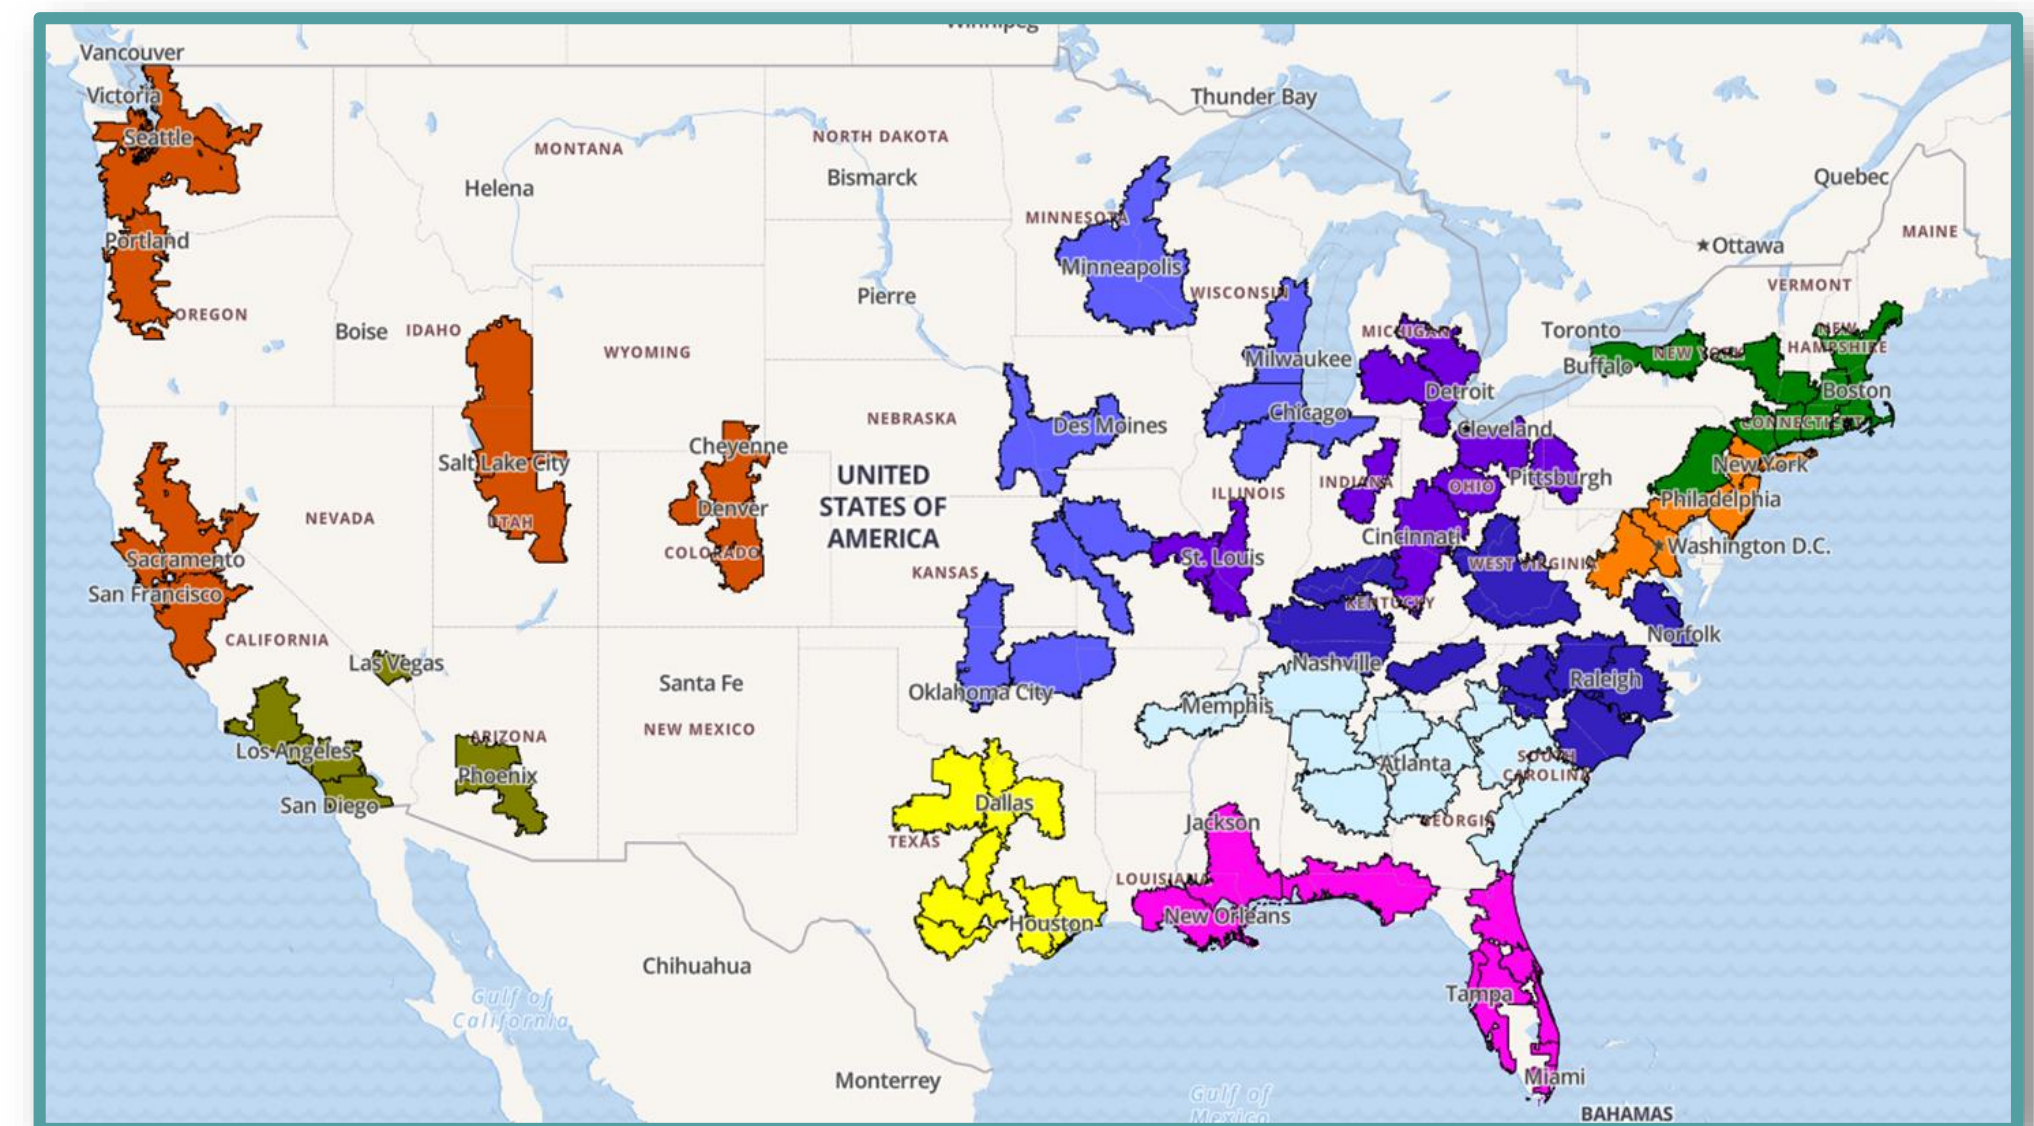 Winnipeg
Vancouver
Victoria
Thunder Bay
Seattle
MONTANA
NORTH DAKOTA
Helena
Bismarck
Quebec
MINNESOTA
MAINE
Portland
★Ottawa
Minneapolis
VERMONT
Pierre
WISCONSIN
OREGON
Boise
IDAHO
MICHIGAN
Toronto
NEW
HAMPSHIRE
WYOMING
Milwaukee
NEW YORK
Buffalo
Detroit
Boston
NEBRASKA
Des Moines
Chicago
Cleveland
CONNECTICUT
Cheyenne
Salt Lake City
New York
UNITED
STATES OF
AMERICA
Pittsburgh
INDIANA
OHIO
ILLINOIS
Philadelphia
Denver
NEVADA
UTAH
Cincinnati
Washington D.C.
COLORADO
Sacramento
St. Louis
WEST VIRGINIA
KANSAS
San Francisco
KENTUCKY
Norfolk
CALIFORNIA
Las Vegas
Nashville
Santa Fe
Raleigh
Oklahoma City
Memphis
NEW MEXICO
ARIZONA
Los Angeles
SOUTH
CAROLINA
Atlanta
Phoenix
San Diego
Dallas
Jackson
GEORGIA
TEXAS
LOUISIANA
New Orleans
Houston
Chihuahua
Tampa
Gulf of
California
Miami
Monterrey
Gulf of
Mexico
BAHAMAS